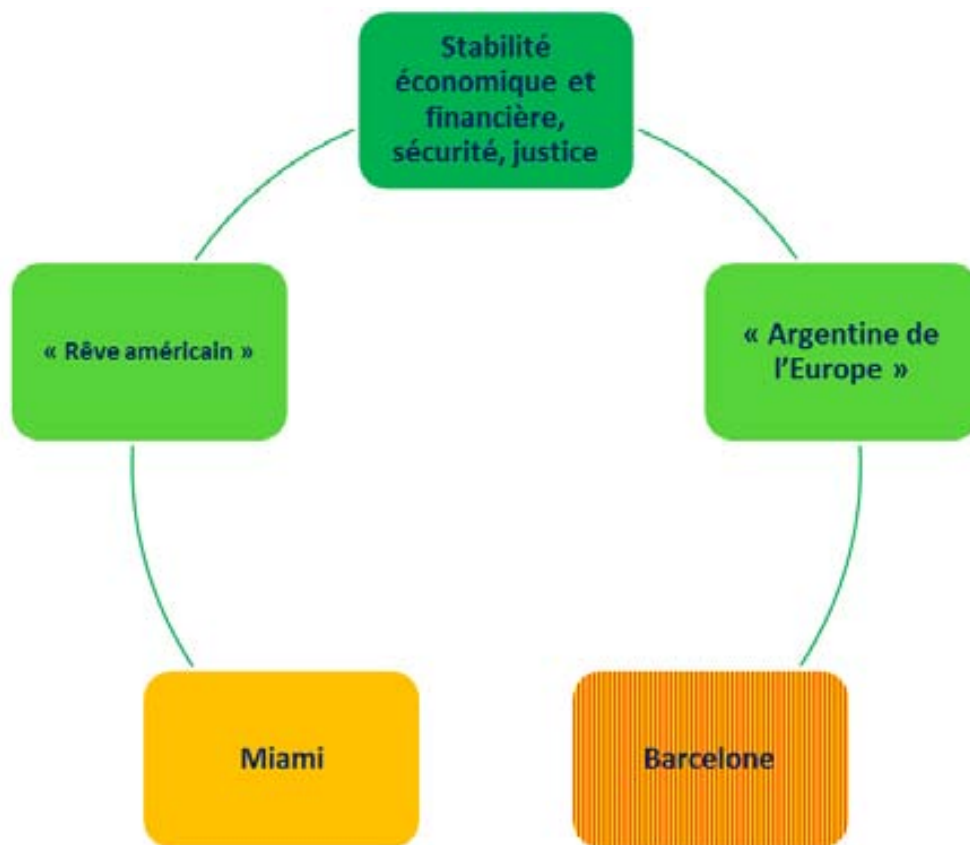 Stabilité
économique et
financière,
sécurité, justice
« Rêve américain »
« Argentine de
l’Europe »
Miami
Barcelone